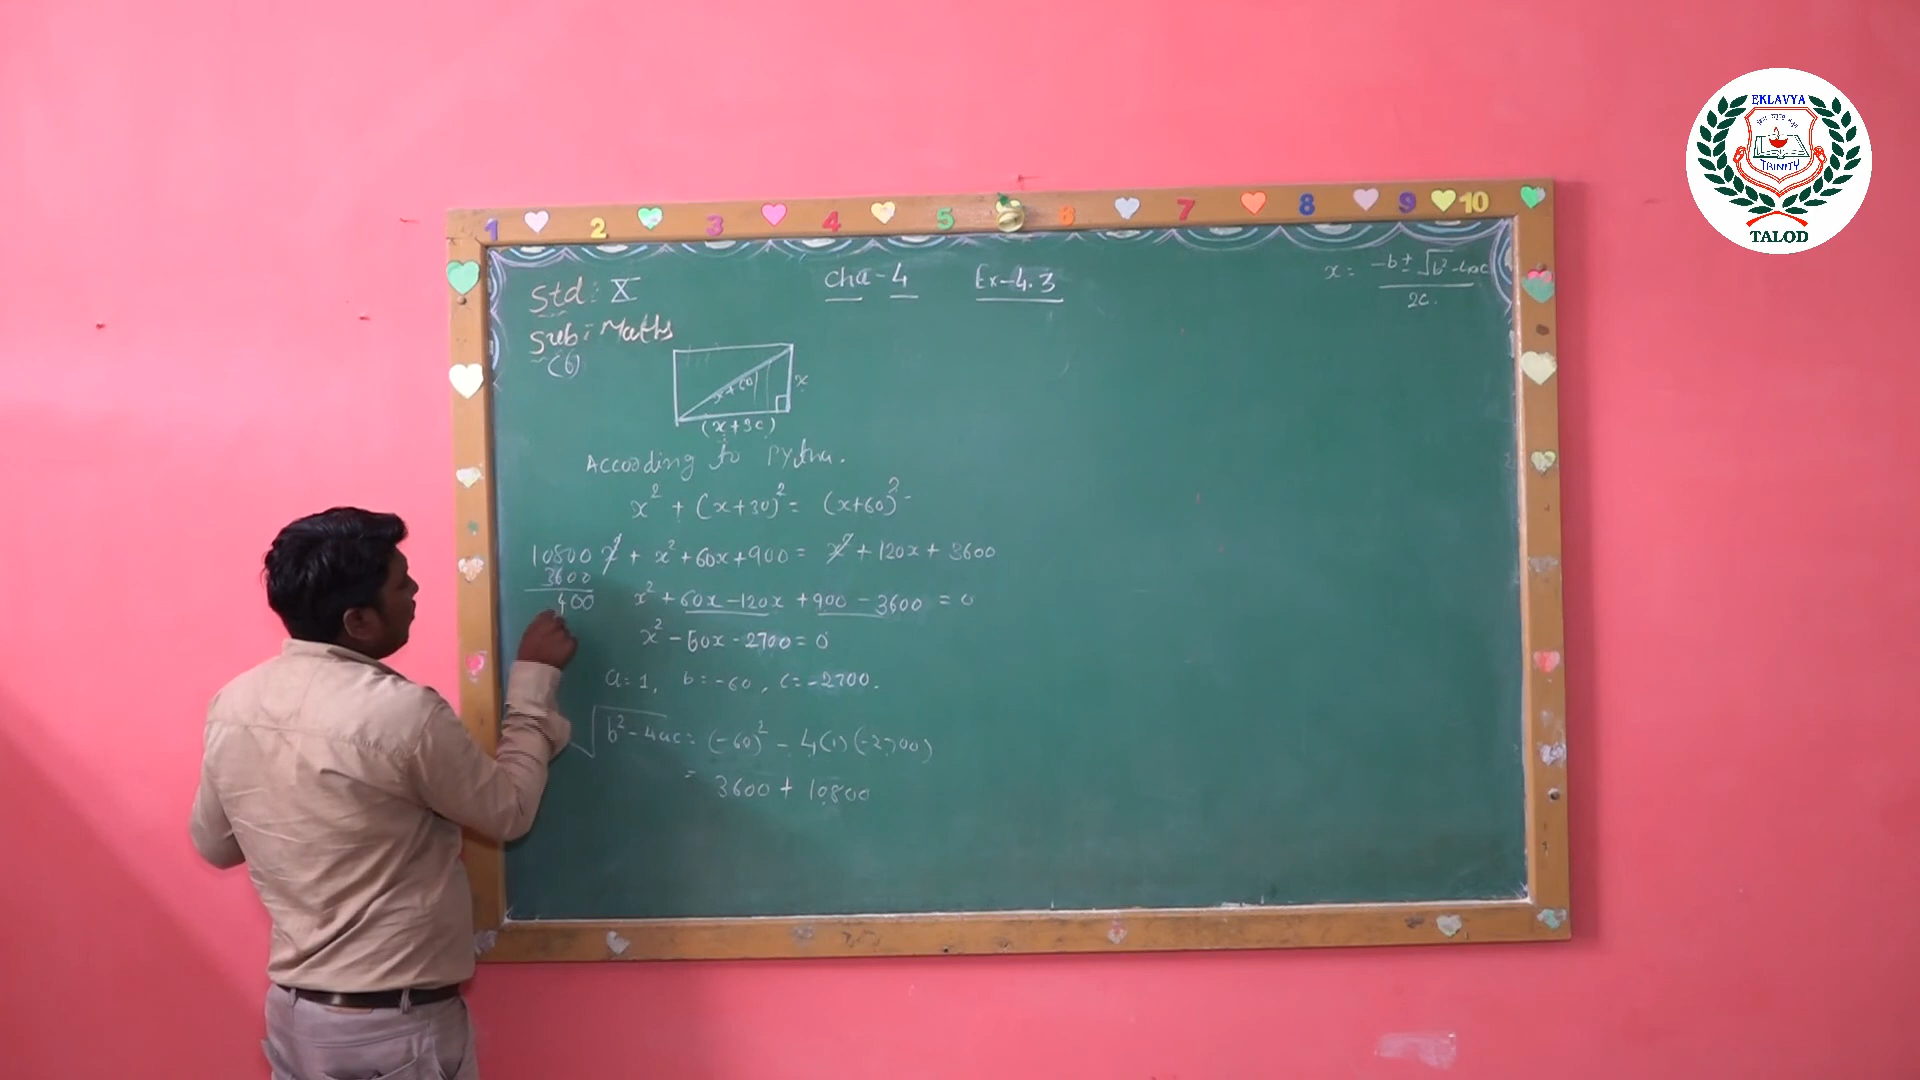 1 2 3 4 5 6 7 8 9 10
EKLAVYA
TRINITY
TALOD
Std : X
Cha-4 Ex-4.3
x = -b ± √b² - 4ac
2c.
Sub : Maths
(6)
x+60
x
(x+30)
According to Pytha.
x² + (x+30)² = (x+60)²
10800 x² + x² + 60x + 900 = x² + 120x + 3600
3600
400 x² + 60x - 120x + 900 - 3600 = 0
x² - 60x - 2700 = 0
a = 1, b = -60, c = -2700.
√b² - 4ac = (-60)² - 4(1)(-2700)
= 3600 + 10800